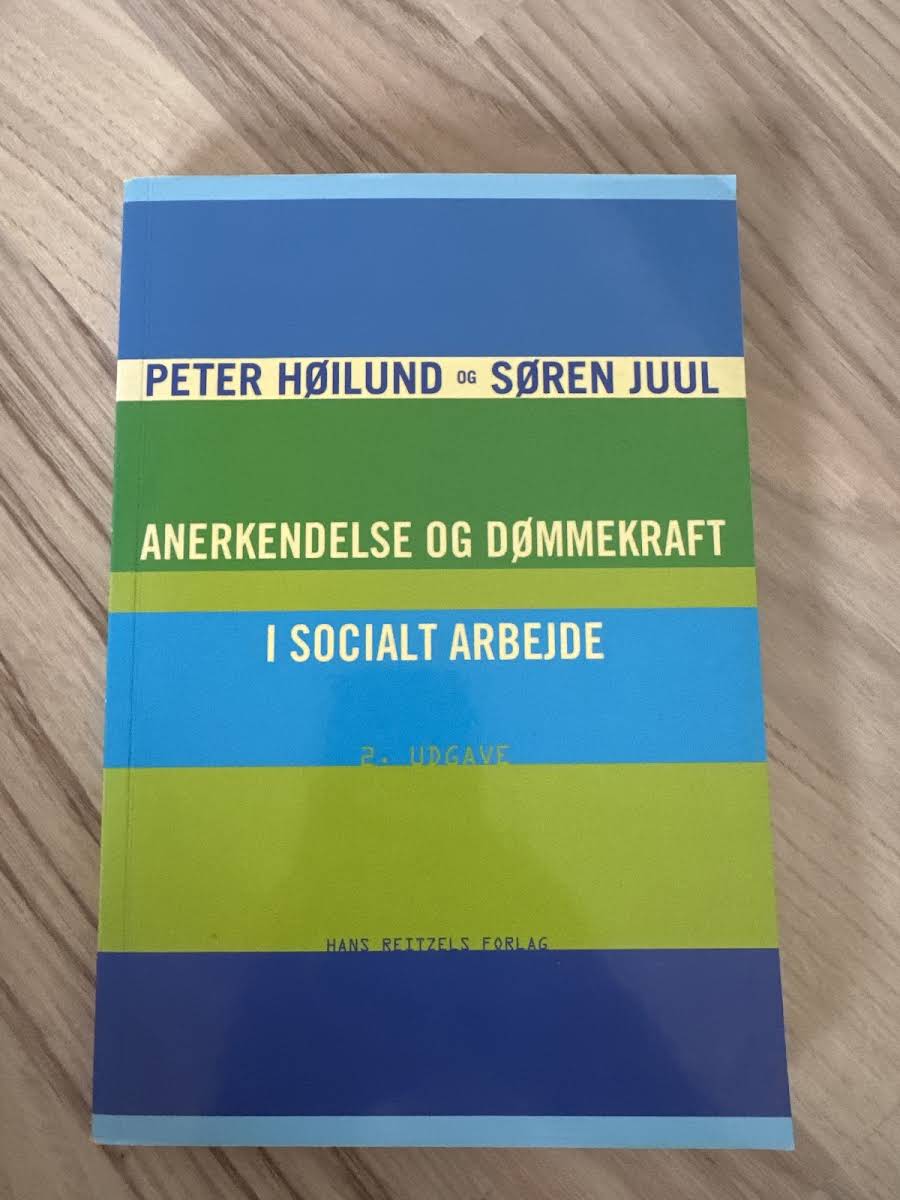 PETER HØILUND OG SØREN JUUL
ANERKENDELSE OG DØMMEKRAFT
I SOCIALT ARBEJDE
2. UDGAVE
HANS REITZELS FORLAG